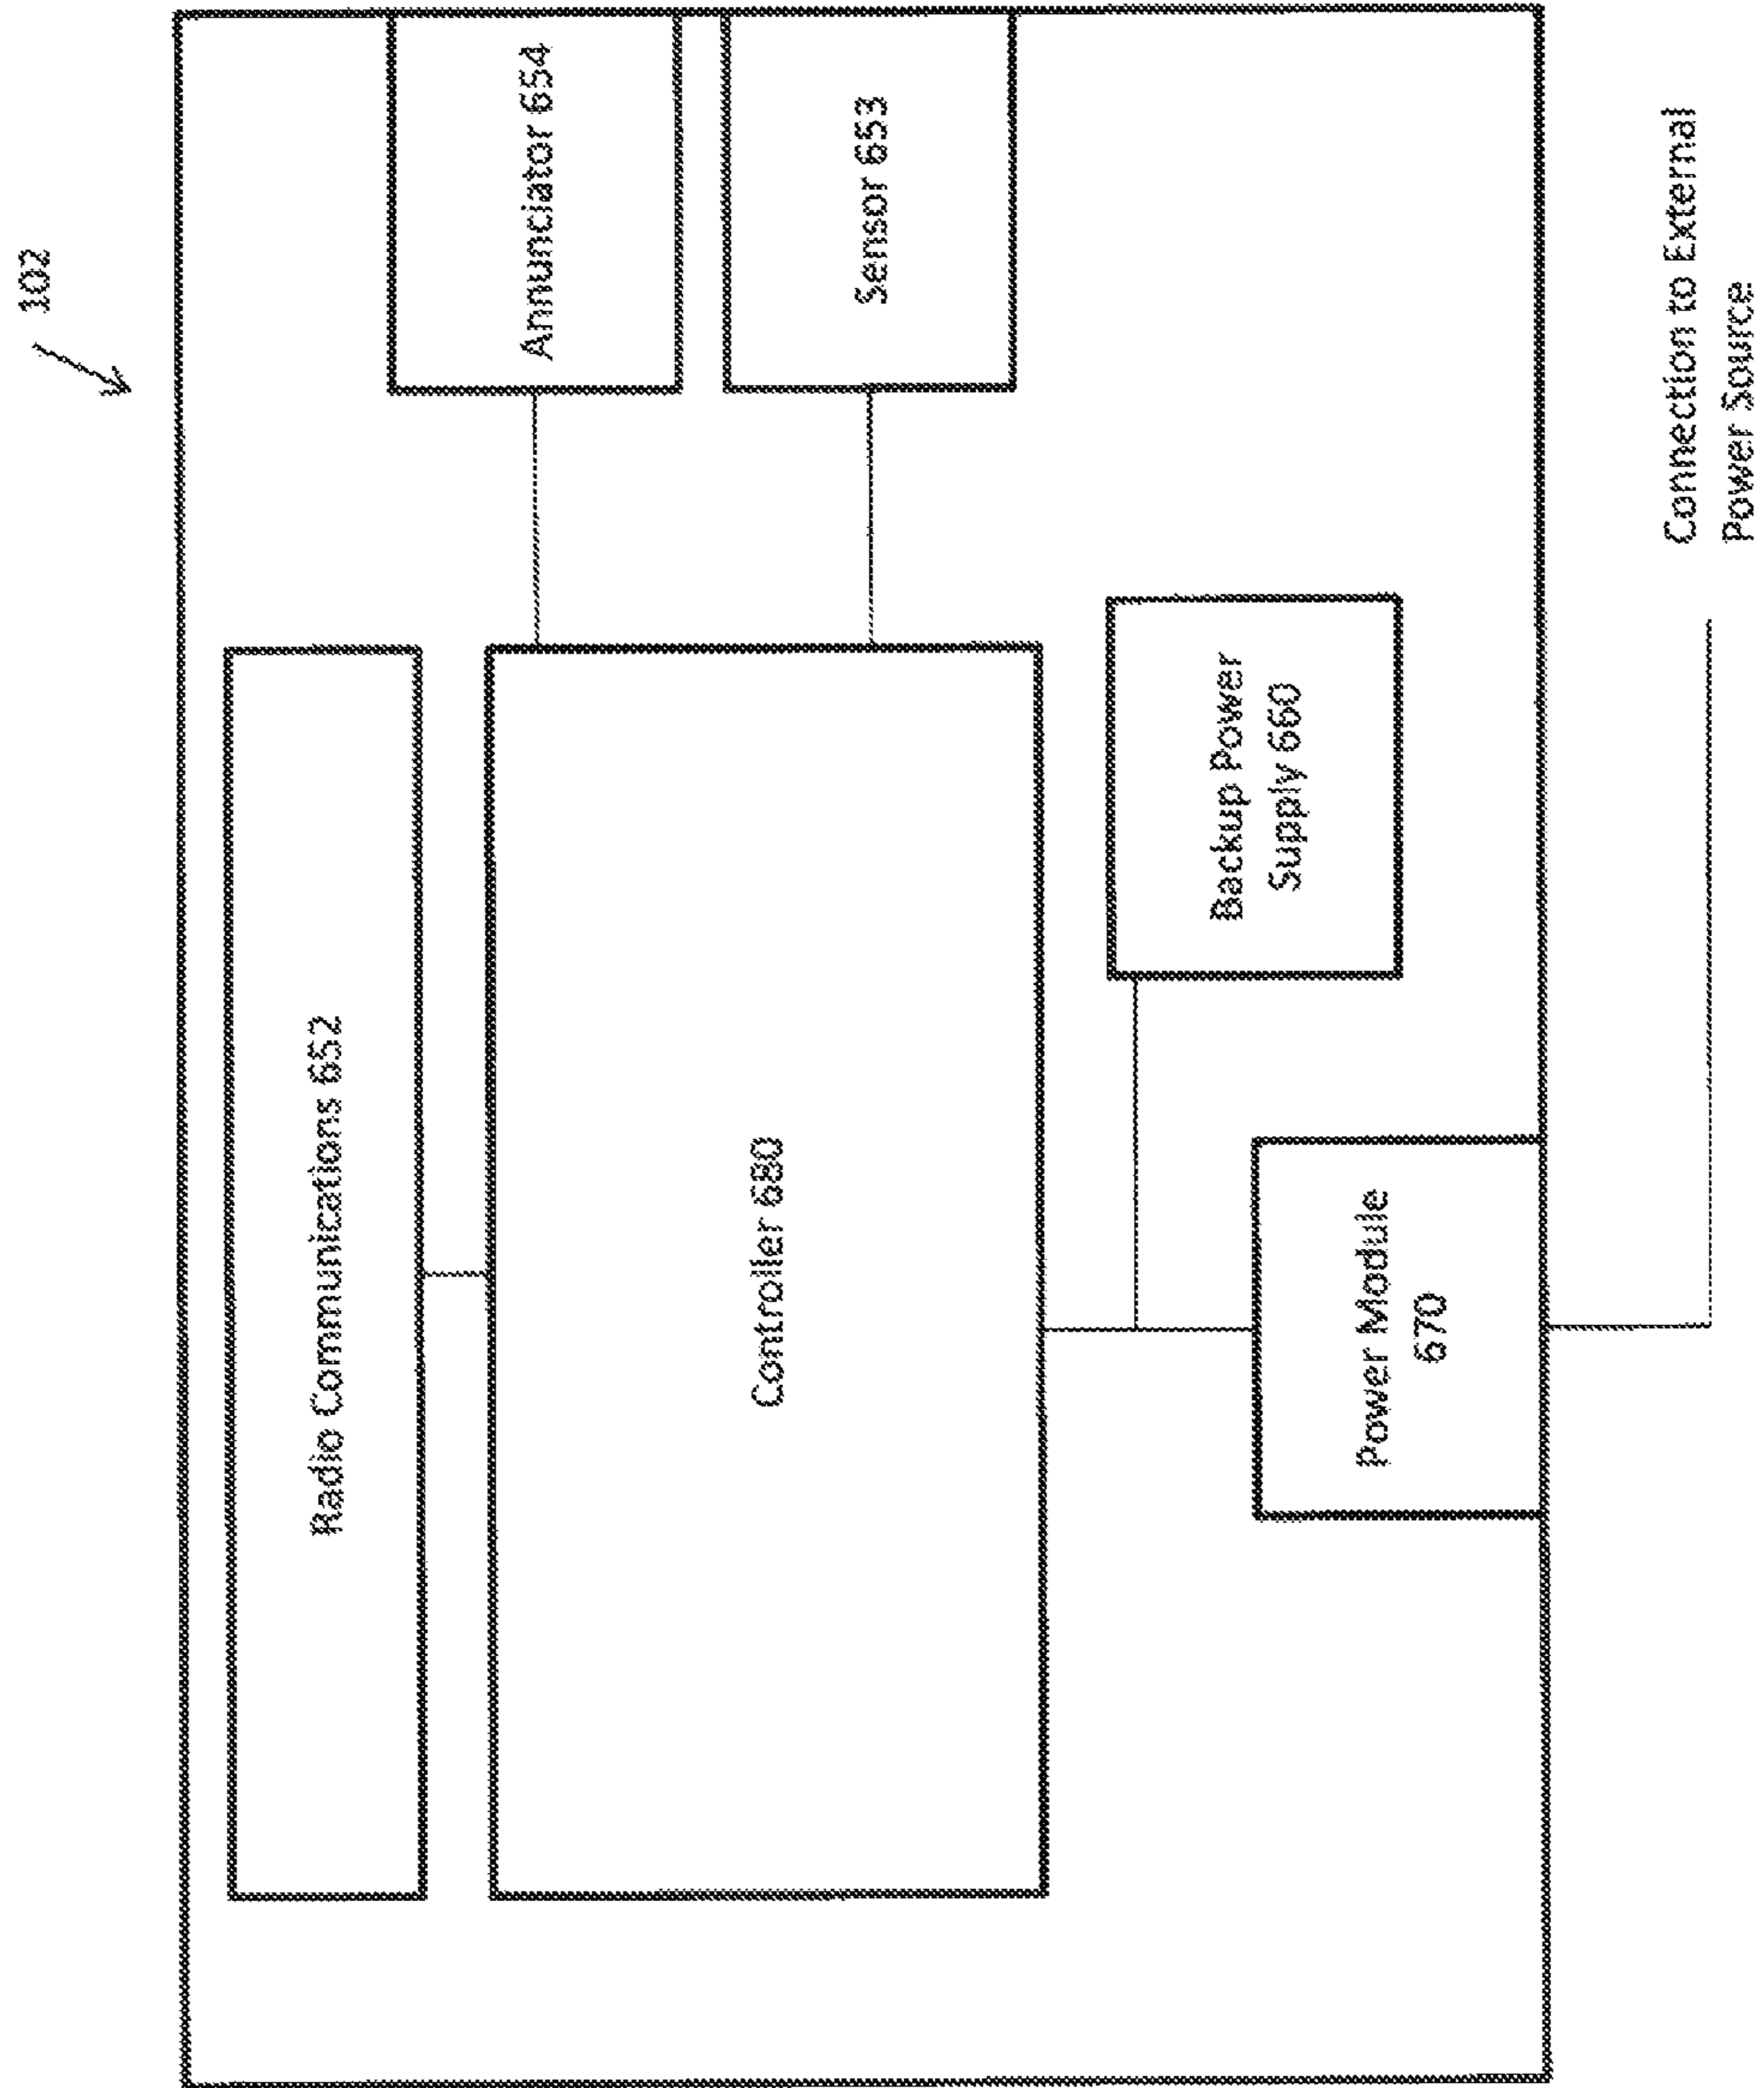 102
Radio Communications 652
Annunciator 654
Controller 680
Sensor 653
Backup Power
Supply 660
Power Module
670
Connection to External
Power Source